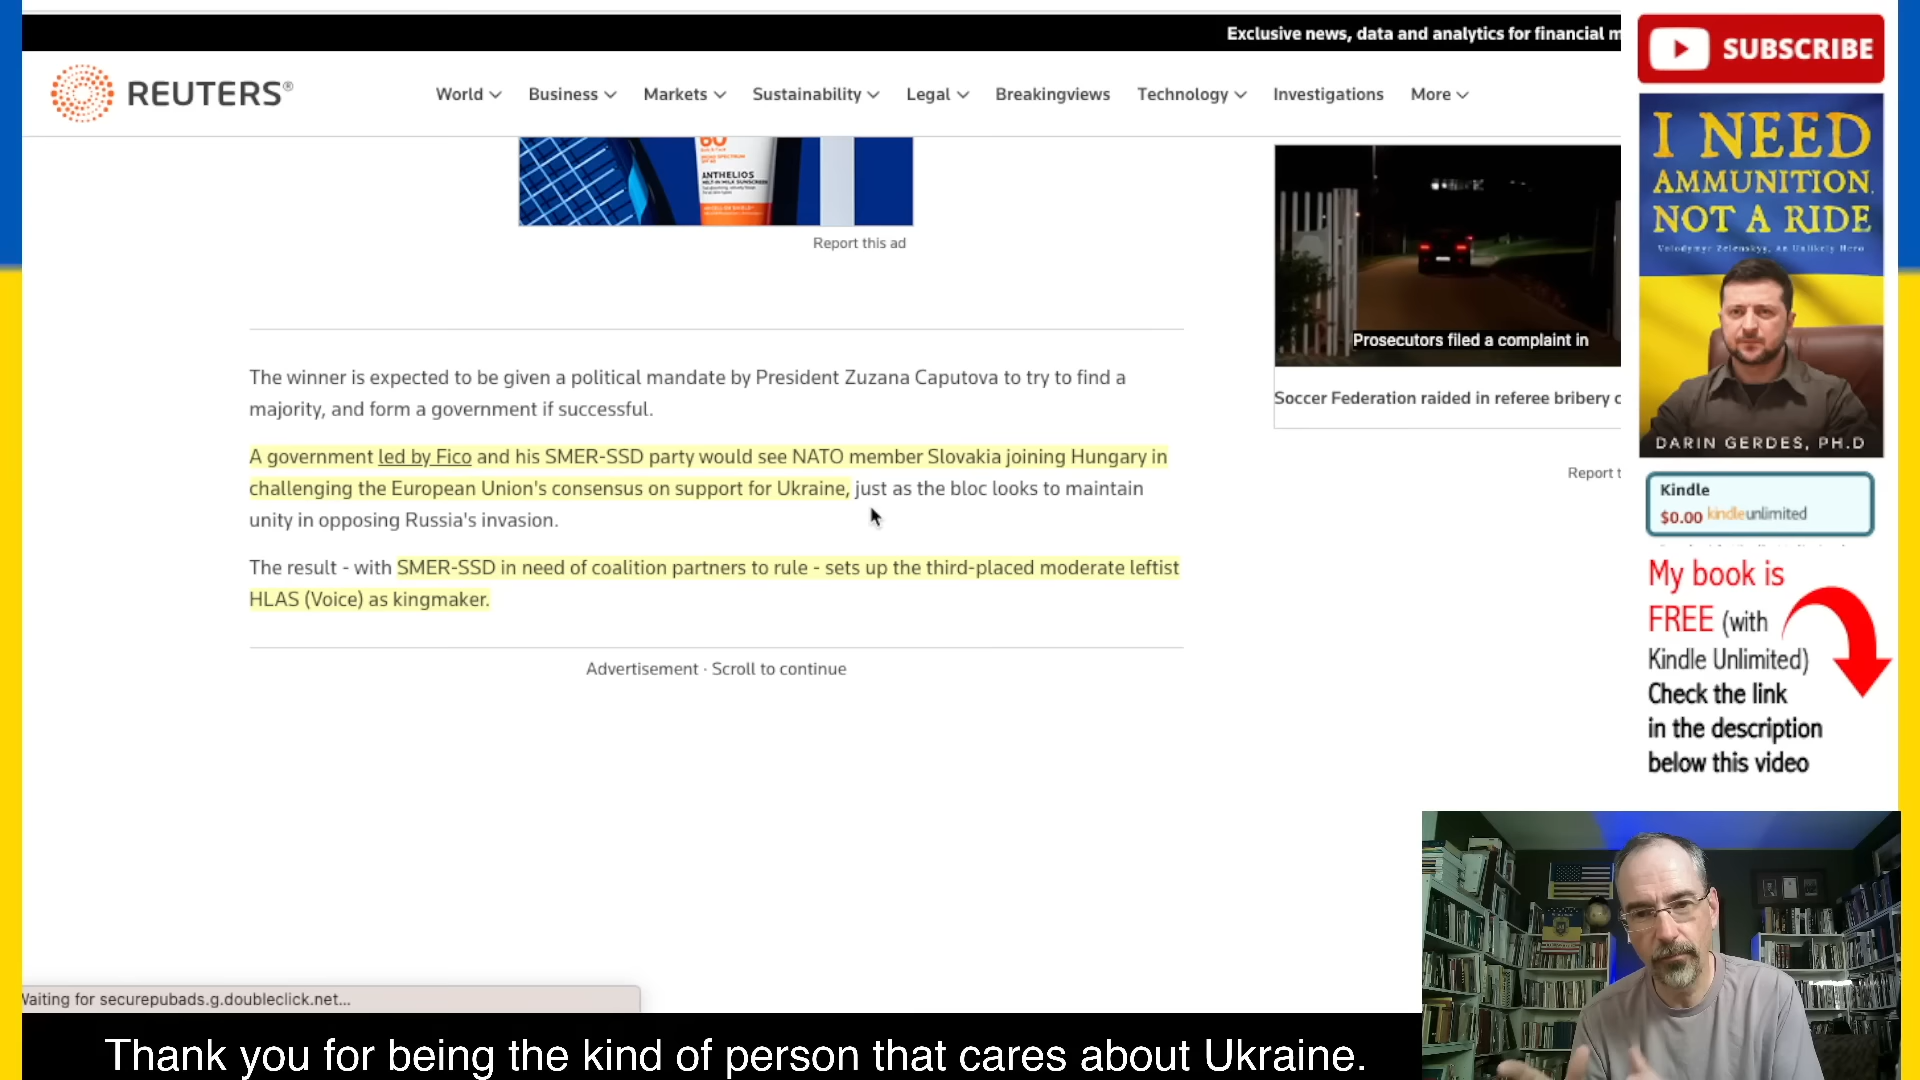 Exclusive news, data and analytics for financial m
REUTERS®
World
Business
Markets
Sustainability
Legal
Breakingviews
Technology
Investigations
More
60
ANTHELIOS
MELT-IN MILK SUNSCREEN
Report this ad
The winner is expected to be given a political mandate by President Zuzana Caputova to try to find a
majority, and form a government if successful.
A government led by Fico and his SMER-SSD party would see NATO member Slovakia joining Hungary in
challenging the European Union's consensus on support for Ukraine, just as the bloc looks to maintain
unity in opposing Russia's invasion.
The result - with SMER-SSD in need of coalition partners to rule - sets up the third-placed moderate leftist
HLAS (Voice) as kingmaker.
Advertisement · Scroll to continue
Prosecutors filed a complaint in
Soccer Federation raided in referee bribery c
Report t
SUBSCRIBE
I NEED
AMMUNITION,
NOT A RIDE
Volodymyr Zelenskyy, An Unlikely Hero
DARIN GERDES, PH.D
Kindle
$0.00 kindleunlimited
My book is
FREE (with
Kindle Unlimited)
Check the link
in the description
below this video
Waiting for securepubads.g.doubleclick.net...
Thank you for being the kind of person that cares about Ukraine.